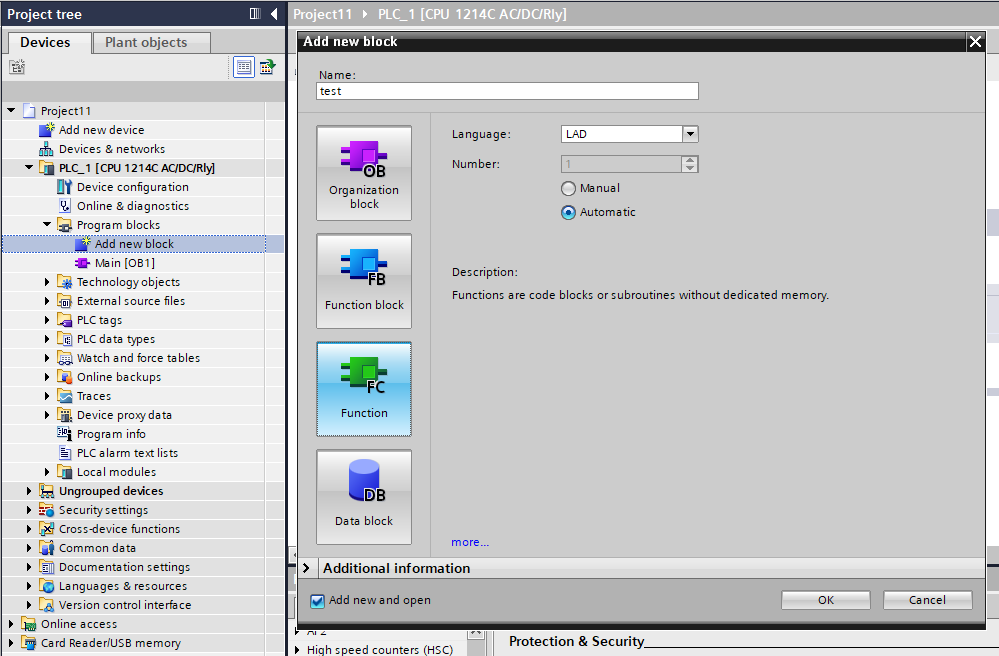 Project tree
Devices
Plant objects
Project11
Add new device
Devices & networks
PLC_1 [CPU 1214C AC/DC/Rly]
Device configuration
Online & diagnostics
Program blocks
Add new block
Main [OB1]
Technology objects
External source files
PLC tags
PLC data types
Watch and force tables
Online backups
Traces
Device proxy data
Program info
PLC alarm text lists
Local modules
Ungrouped devices
Security settings
Cross-device functions
Common data
Documentation settings
Languages & resources
Version control interface
Online access
Card Reader/USB memory
Project11 PLC_1 [CPU 1214C AC/DC/Rly]
Add new block
Name:
test
OB
Organization
block
FB
Function block
FC
Function
DB
Data block
Language: LAD
Number: 1
Manual
Automatic
Description:
Functions are code blocks or subroutines without dedicated memory.
more...
Additional information
Add new and open
OK
Cancel
High speed counters (HSC)
Protection & Security